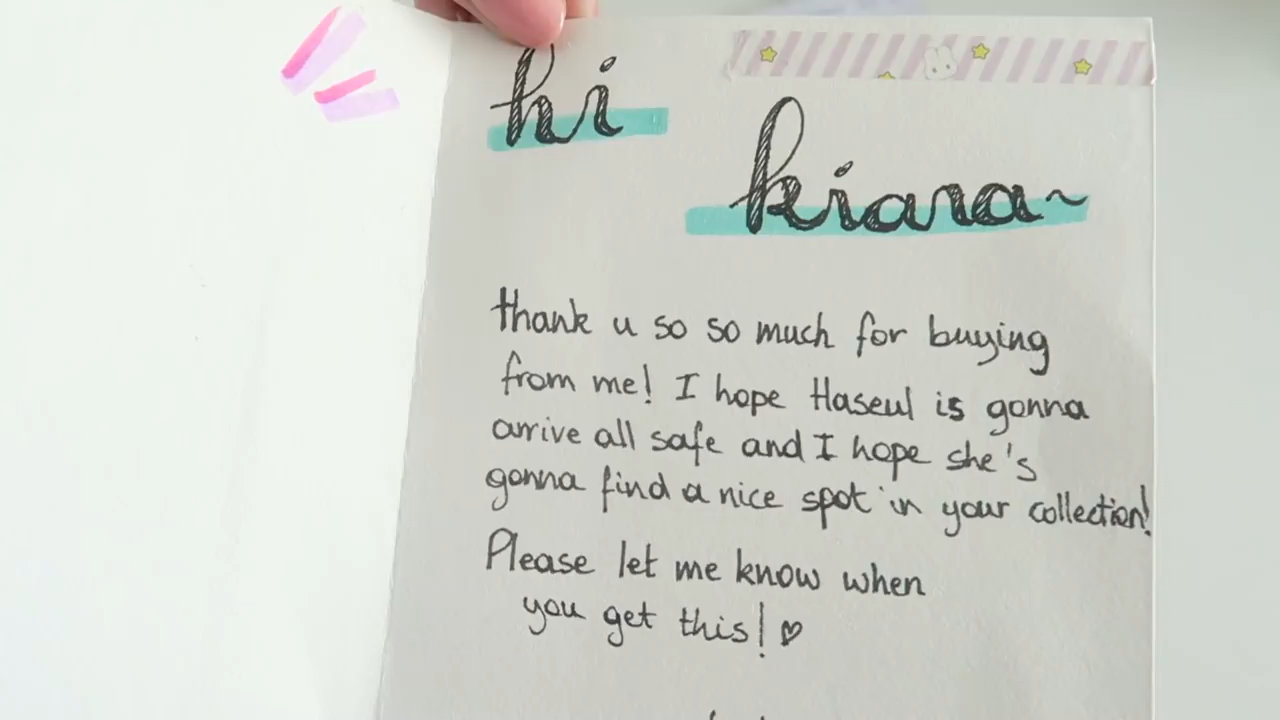 hi
kiara~
thank u so so much for buying
from me! I hope Haseul is gonna
arrive all safe and I hope she's
gonna find a nice spot in your collection!
Please let me know when
you get this! ♡